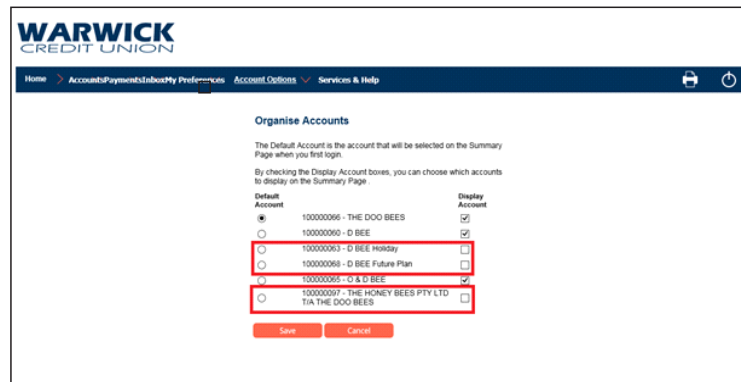 WARWICK
CREDIT UNION
Home > AccountsPaymentsInboxMy Preferences Account Options Services & Help
Organise Accounts
The Default Account is the account that will be selected on the Summary
Page when you first login.
By checking the Display Account boxes, you can choose which accounts
to display on the Summary Page .
Default
Account
Display
Account
100000066 - THE DOO BEES
100000060 - D BEE
100000063 - D BEE Holiday
100000068 - D BEE Future Plan
100000065 - O & D BEE
100000097 - THE HONEY BEES PTY LTD
T/A THE DOO BEES
Save Cancel